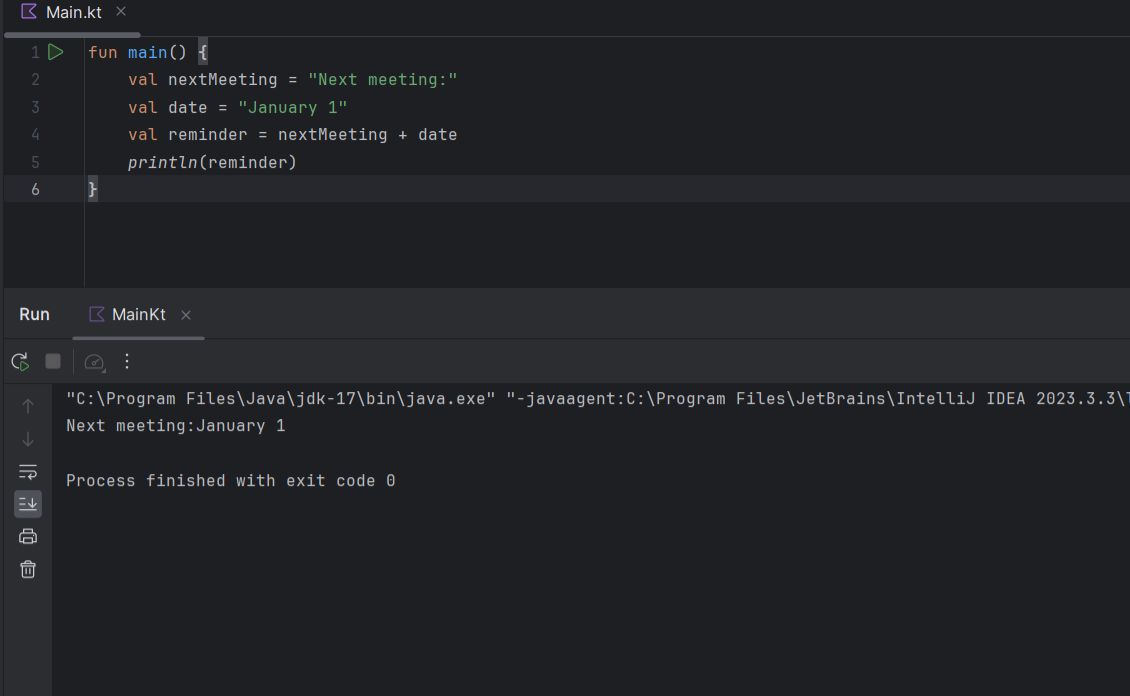 Main.kt
1 fun main() {
2 val nextMeeting = "Next meeting:"
3 val date = "January 1"
4 val reminder = nextMeeting + date
5 println(reminder)
6 }
Run MainKt
"C:\Program Files\Java\jdk-17\bin\java.exe" "-javaagent:C:\Program Files\JetBrains\IntelliJ IDEA 2023.3.3\
Next meeting:January 1
Process finished with exit code 0